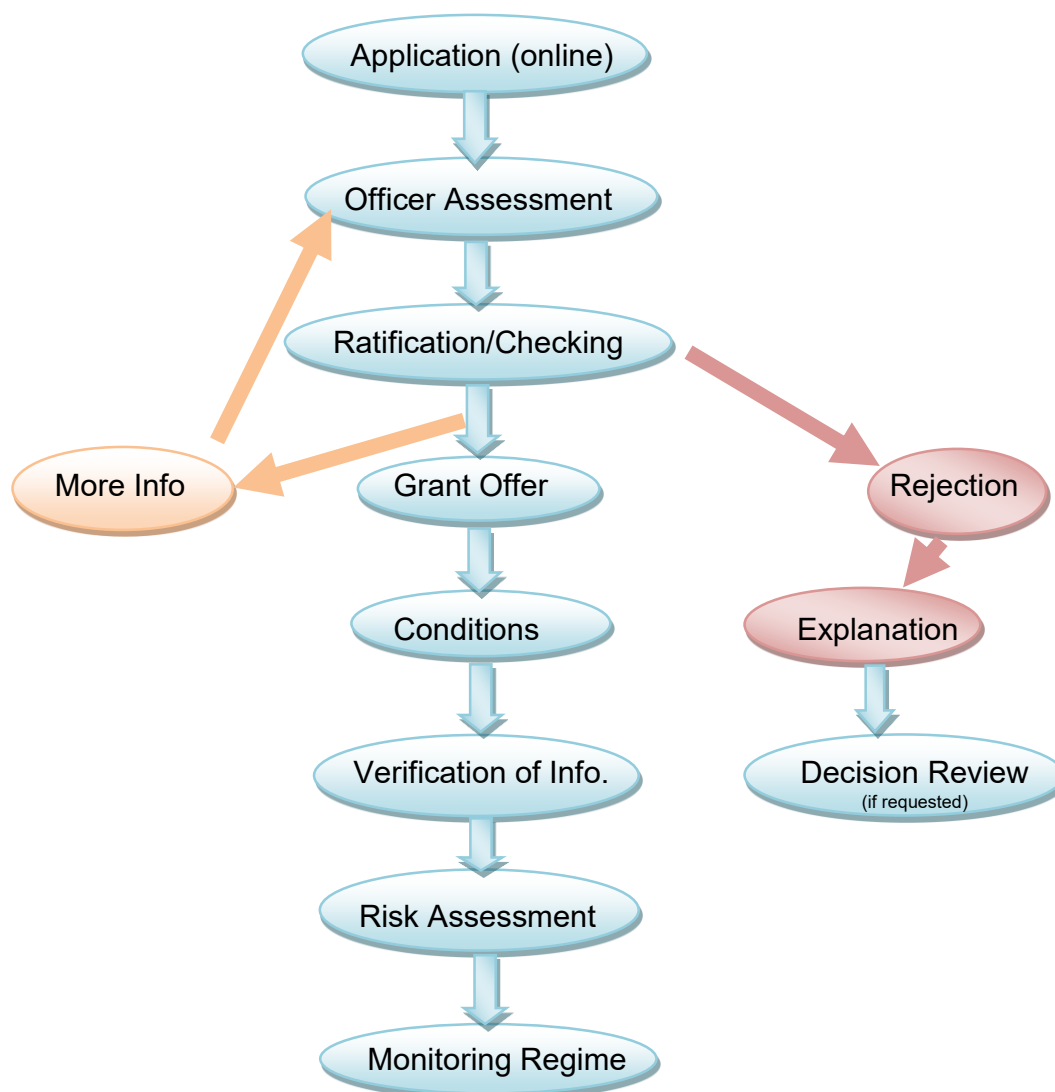 Application (online)
Officer Assessment
Ratification/Checking
More Info
Grant Offer
Rejection
Conditions
Explanation
Verification of Info.
Decision Review
(if requested)
Risk Assessment
Monitoring Regime